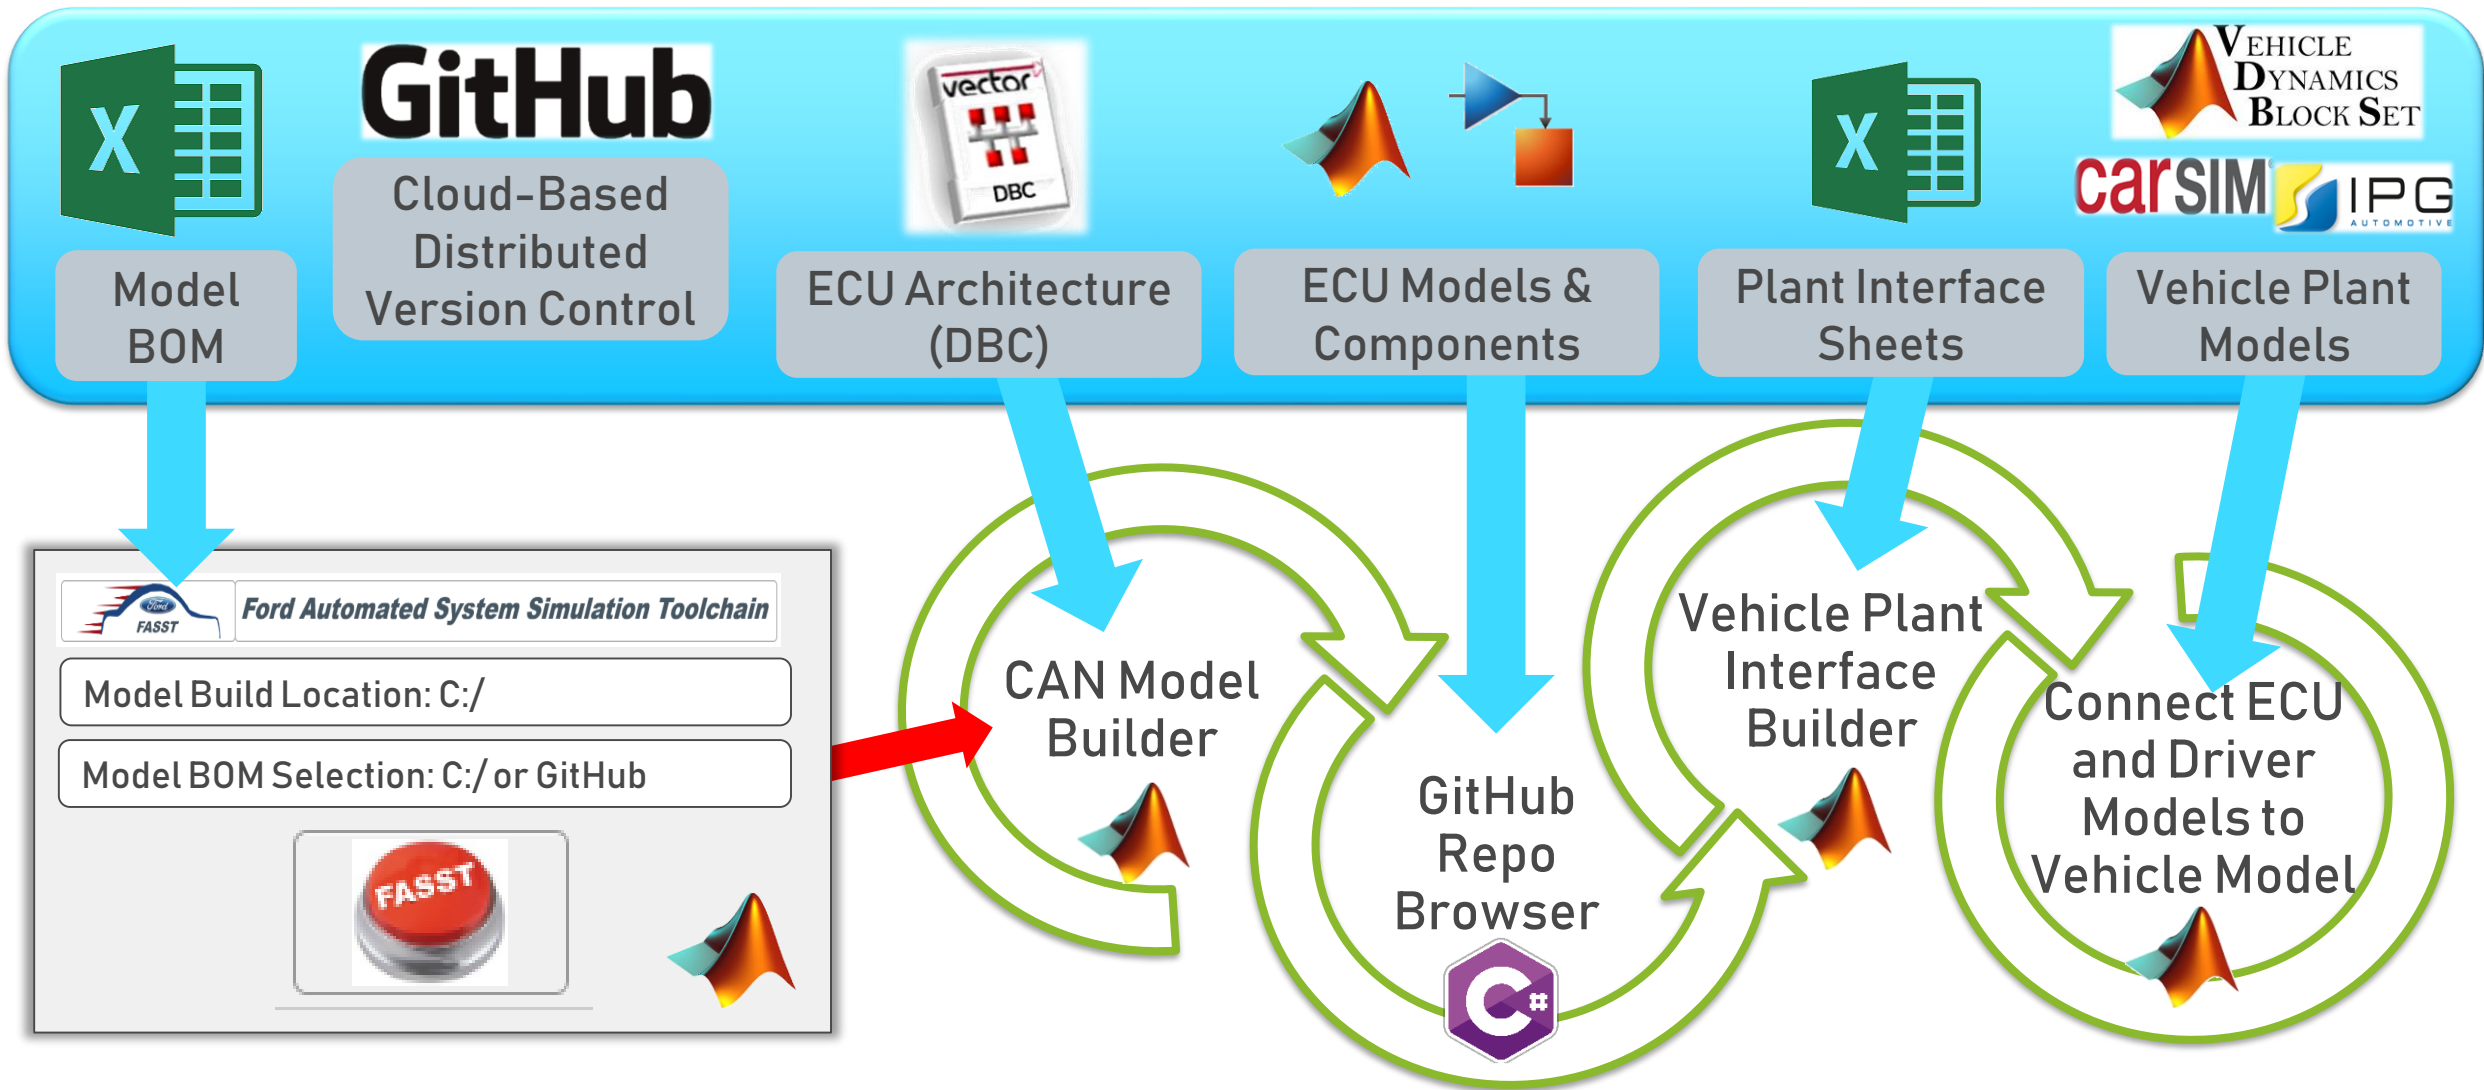 X
Model
BOM
GitHub
Cloud-Based
Distributed
Version Control
vector
DBC
ECU Architecture
(DBC)
ECU Models &
Components
X
Plant Interface
Sheets
VEHICLE
DYNAMICS
BLOCK SET
carSIM
IPG
AUTOMOTIVE
Vehicle Plant
Models
Ford
FASST
Ford Automated System Simulation Toolchain
Model Build Location: C:/
Model BOM Selection: C:/ or GitHub
FASST
CAN Model
Builder
GitHub
Repo
Browser
C#
Vehicle Plant
Interface
Builder
Connect ECU
and Driver
Models to
Vehicle Model